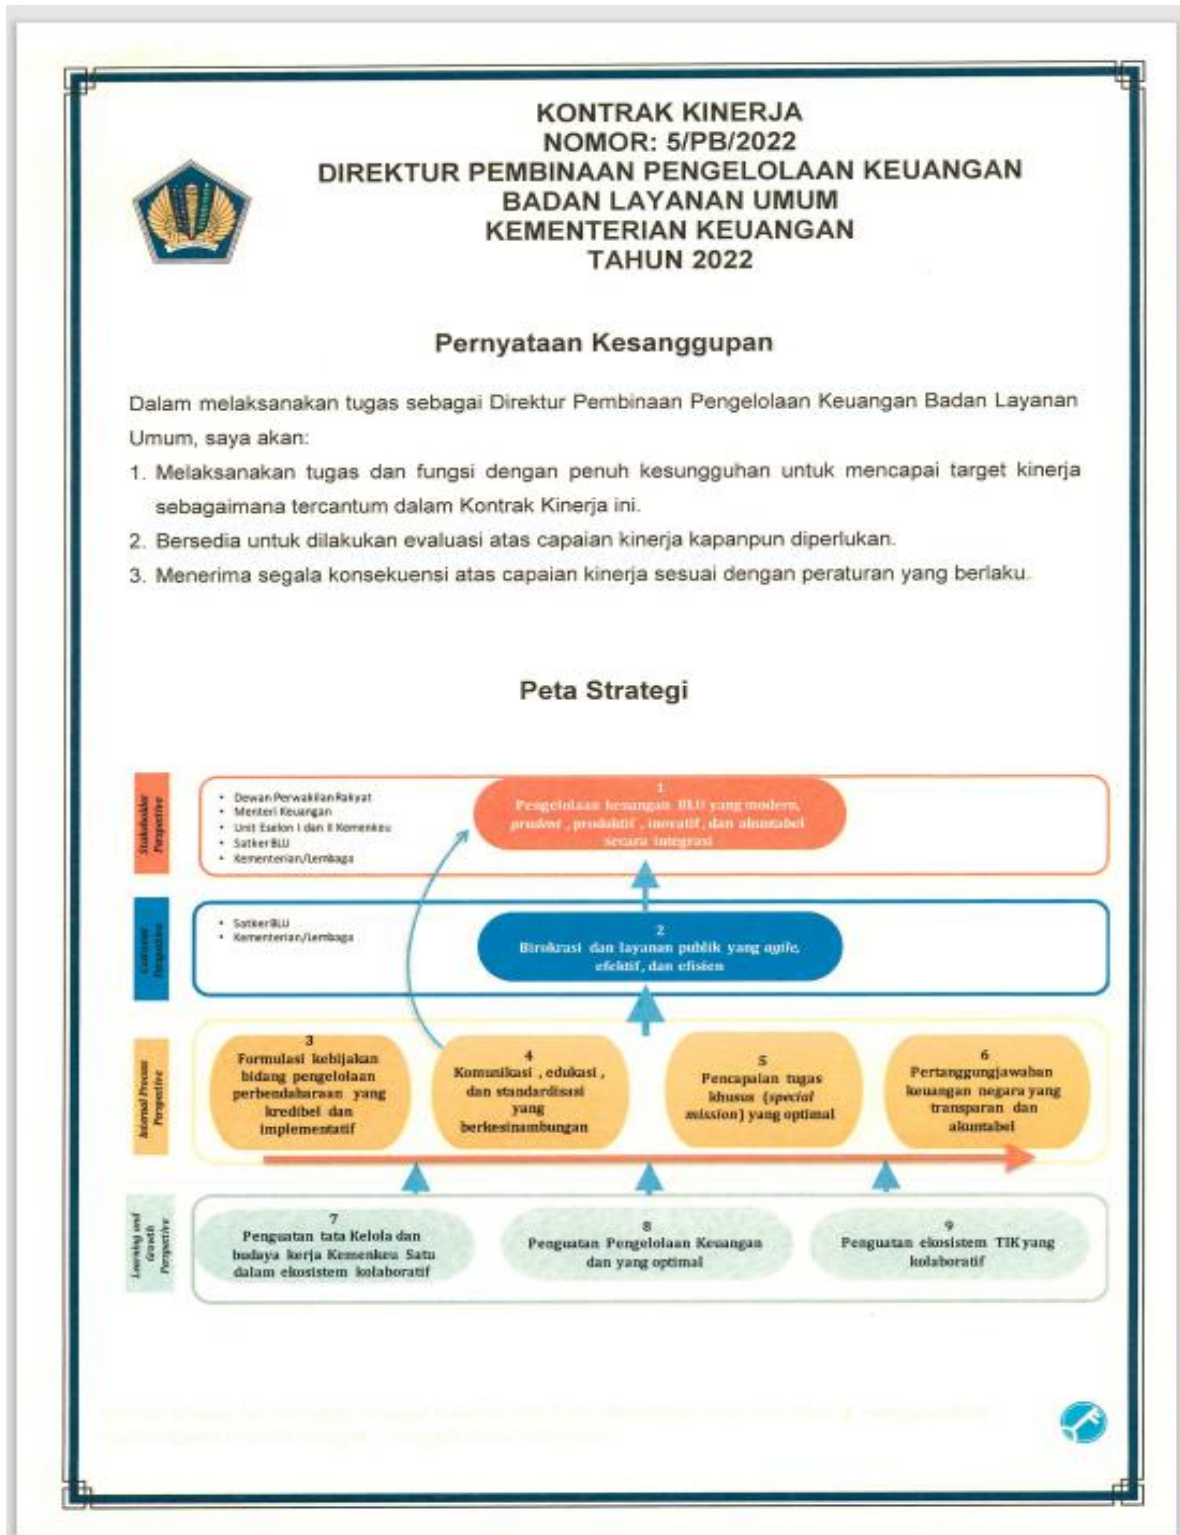 KONTRAK KINERJA
NOMOR: 5/PB/2022
DIREKTUR PEMBINAAN PENGELOLAAN KEUANGAN
BADAN LAYANAN UMUM
KEMENTERIAN KEUANGAN
TAHUN 2022
Pernyataan Kesanggupan
Dalam melaksanakan tugas sebagai Direktur Pembinaan Pengelolaan Keuangan Badan Layanan
Umum, saya akan:
1. Melaksanakan tugas dan fungsi dengan penuh kesungguhan untuk mencapai target kinerja
sebagaimana tercantum dalam Kontrak Kinerja ini.
2. Bersedia untuk dilakukan evaluasi atas capaian kinerja kapanpun diperlukan.
3. Menerima segala konsekuensi atas capaian kinerja sesuai dengan peraturan yang berlaku.
Peta Strategi
Stakeholder
Perspective
• Dewan Perwakilan Rakyat
• Menteri Keuangan
• Unit Eselon I dan II Kemenkeu
• Satker BLU
• Kementerian/Lembaga
1
Pengelolaan keuangan BLU yang modern,
prudent, produktif, inovatif, dan akuntabel
secara integrasi
Customer
Perspective
• Satker BLU
• Kementerian/Lembaga
2
Birokrasi dan layanan publik yang agile,
efektif, dan efisien
Internal Process
Perspective
3
Formulasi kebijakan
bidang pengelolaan
perbendaharaan yang
kredibel dan
implementatif
4
Komunikasi , edukasi ,
dan standardisasi
yang
berkesinambungan
5
Pencapaian tugas
khusus (special
mission) yang optimal
6
Pertanggungjawaban
keuangan negara yang
transparan dan
akuntabel
Learning and
Growth
Perspective
7
Penguatan tata Kelola dan
budaya kerja Kemenkeu Satu
dalam ekosistem kolaboratif
8
Penguatan Pengelolaan Keuangan
dan yang optimal
9
Penguatan ekosistem TIK yang
kolaboratif